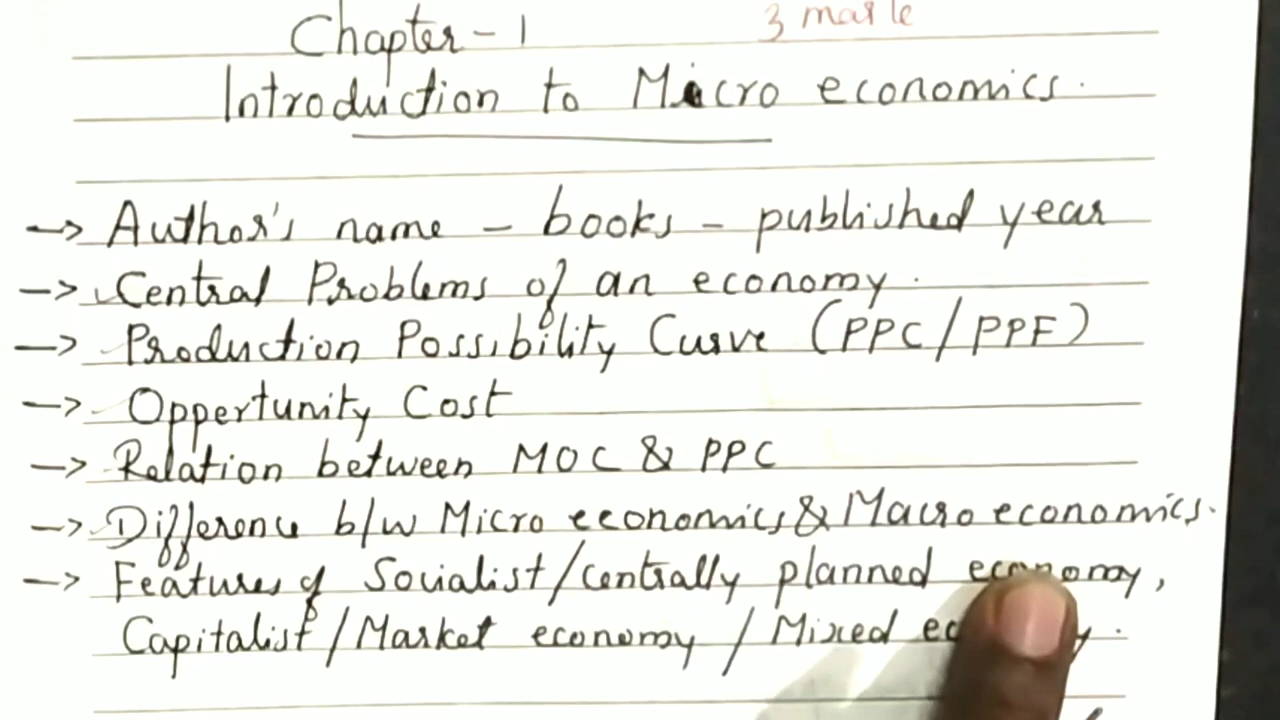 Chapter - 1
3 mark
Introduction to Micro economics.
-> Author's name - books - published year
-> Central Problems of an economy.
-> Production Possibility Curve (PPC/PPF)
-> Oppertunity Cost
-> Relation between MOC & PPC
-> Difference b/w Micro economics & Macro economics.
-> Features of Socialist/centrally planned economy,
Capitalist/Market economy / Mixed